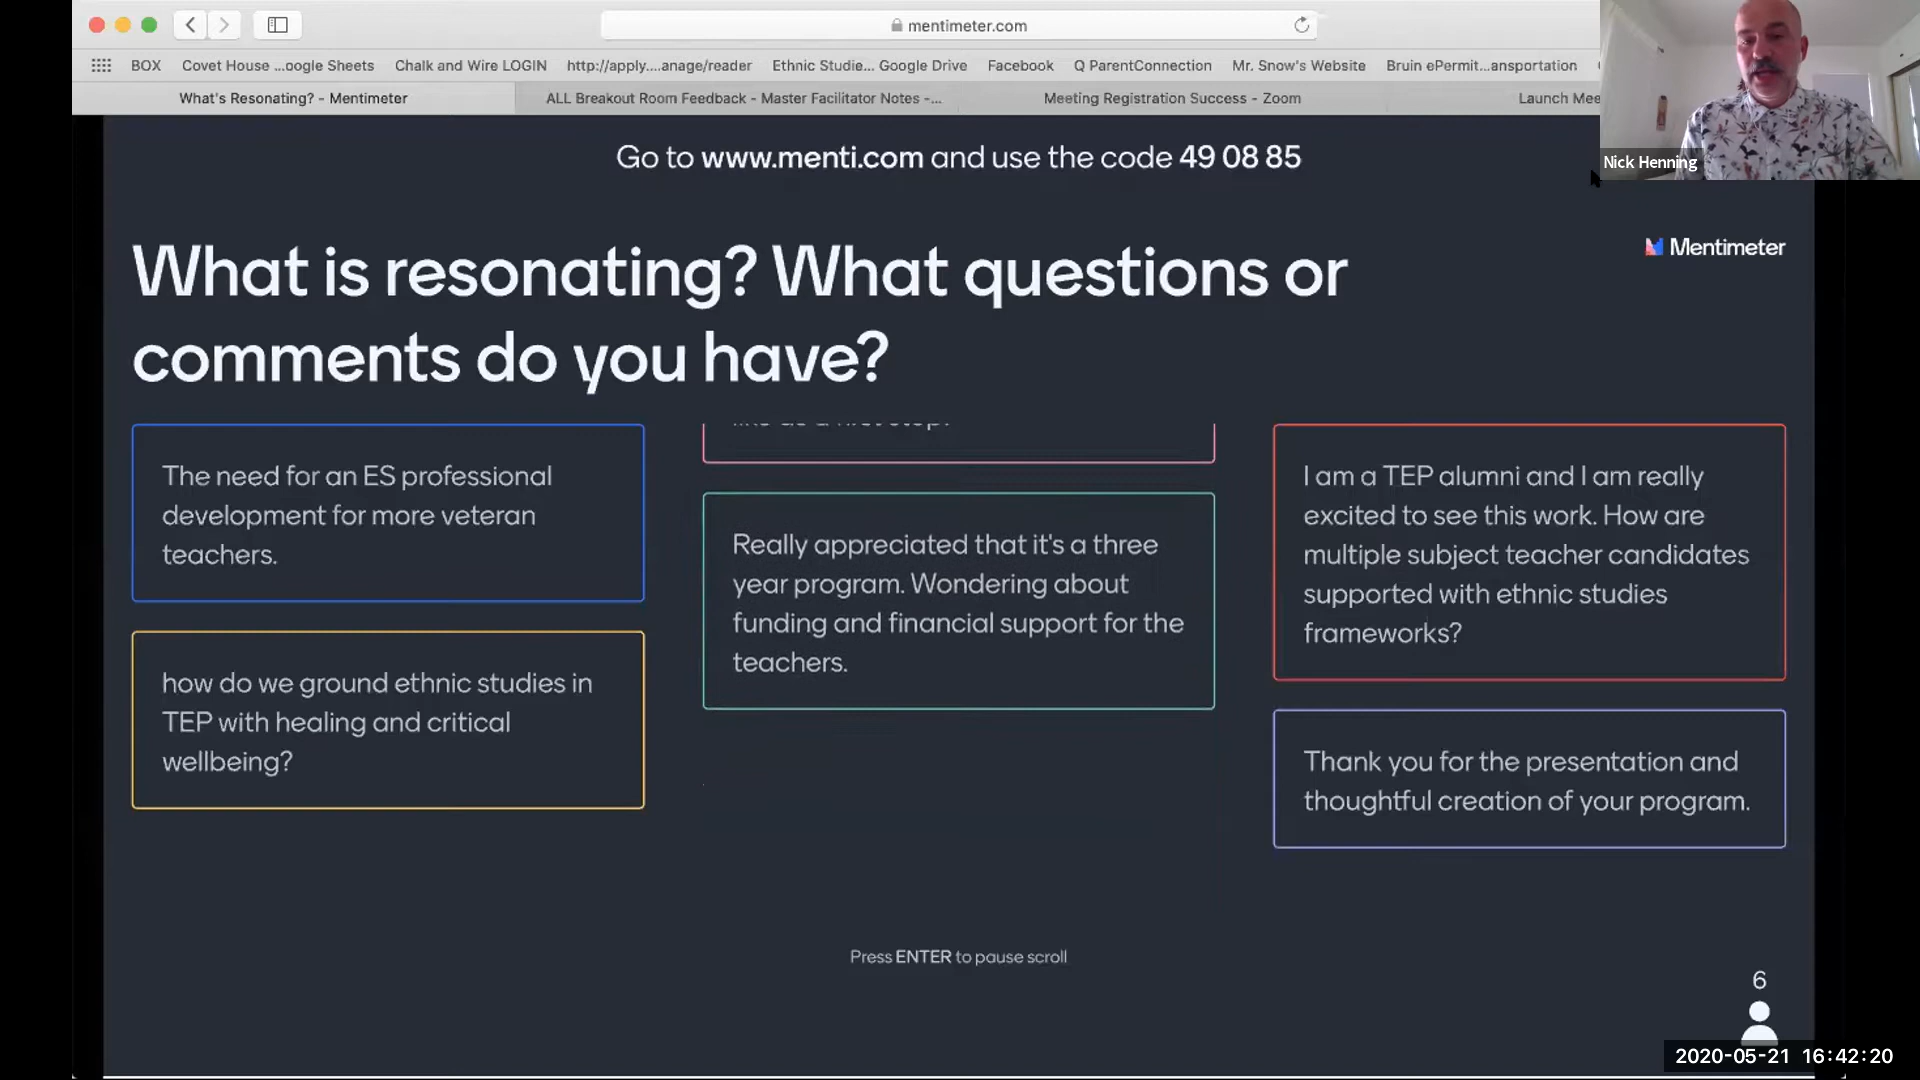 mentimeter.com
BOX Covet House ...oogle Sheets Chalk and Wire LOGIN http://apply....anage/reader Ethnic Studie... Google Drive Facebook Q ParentConnection Mr. Snow's Website Bruin ePermit...ansportation
What's Resonating? - Mentimeter ALL Breakout Room Feedback - Master Facilitator Notes -... Meeting Registration Success - Zoom Launch Mee
Nick Henning
Go to www.menti.com and use the code 49 08 85
Mentimeter
What is resonating? What questions or
comments do you have?
The need for an ES professional
development for more veteran
teachers.
how do we ground ethnic studies in
TEP with healing and critical
wellbeing?
like as a first step?
Really appreciated that it's a three
year program. Wondering about
funding and financial support for the
teachers.
I am a TEP alumni and I am really
excited to see this work. How are
multiple subject teacher candidates
supported with ethnic studies
frameworks?
Thank you for the presentation and
thoughtful creation of your program.
Press ENTER to pause scroll
6
2020-05-21 16:42:20